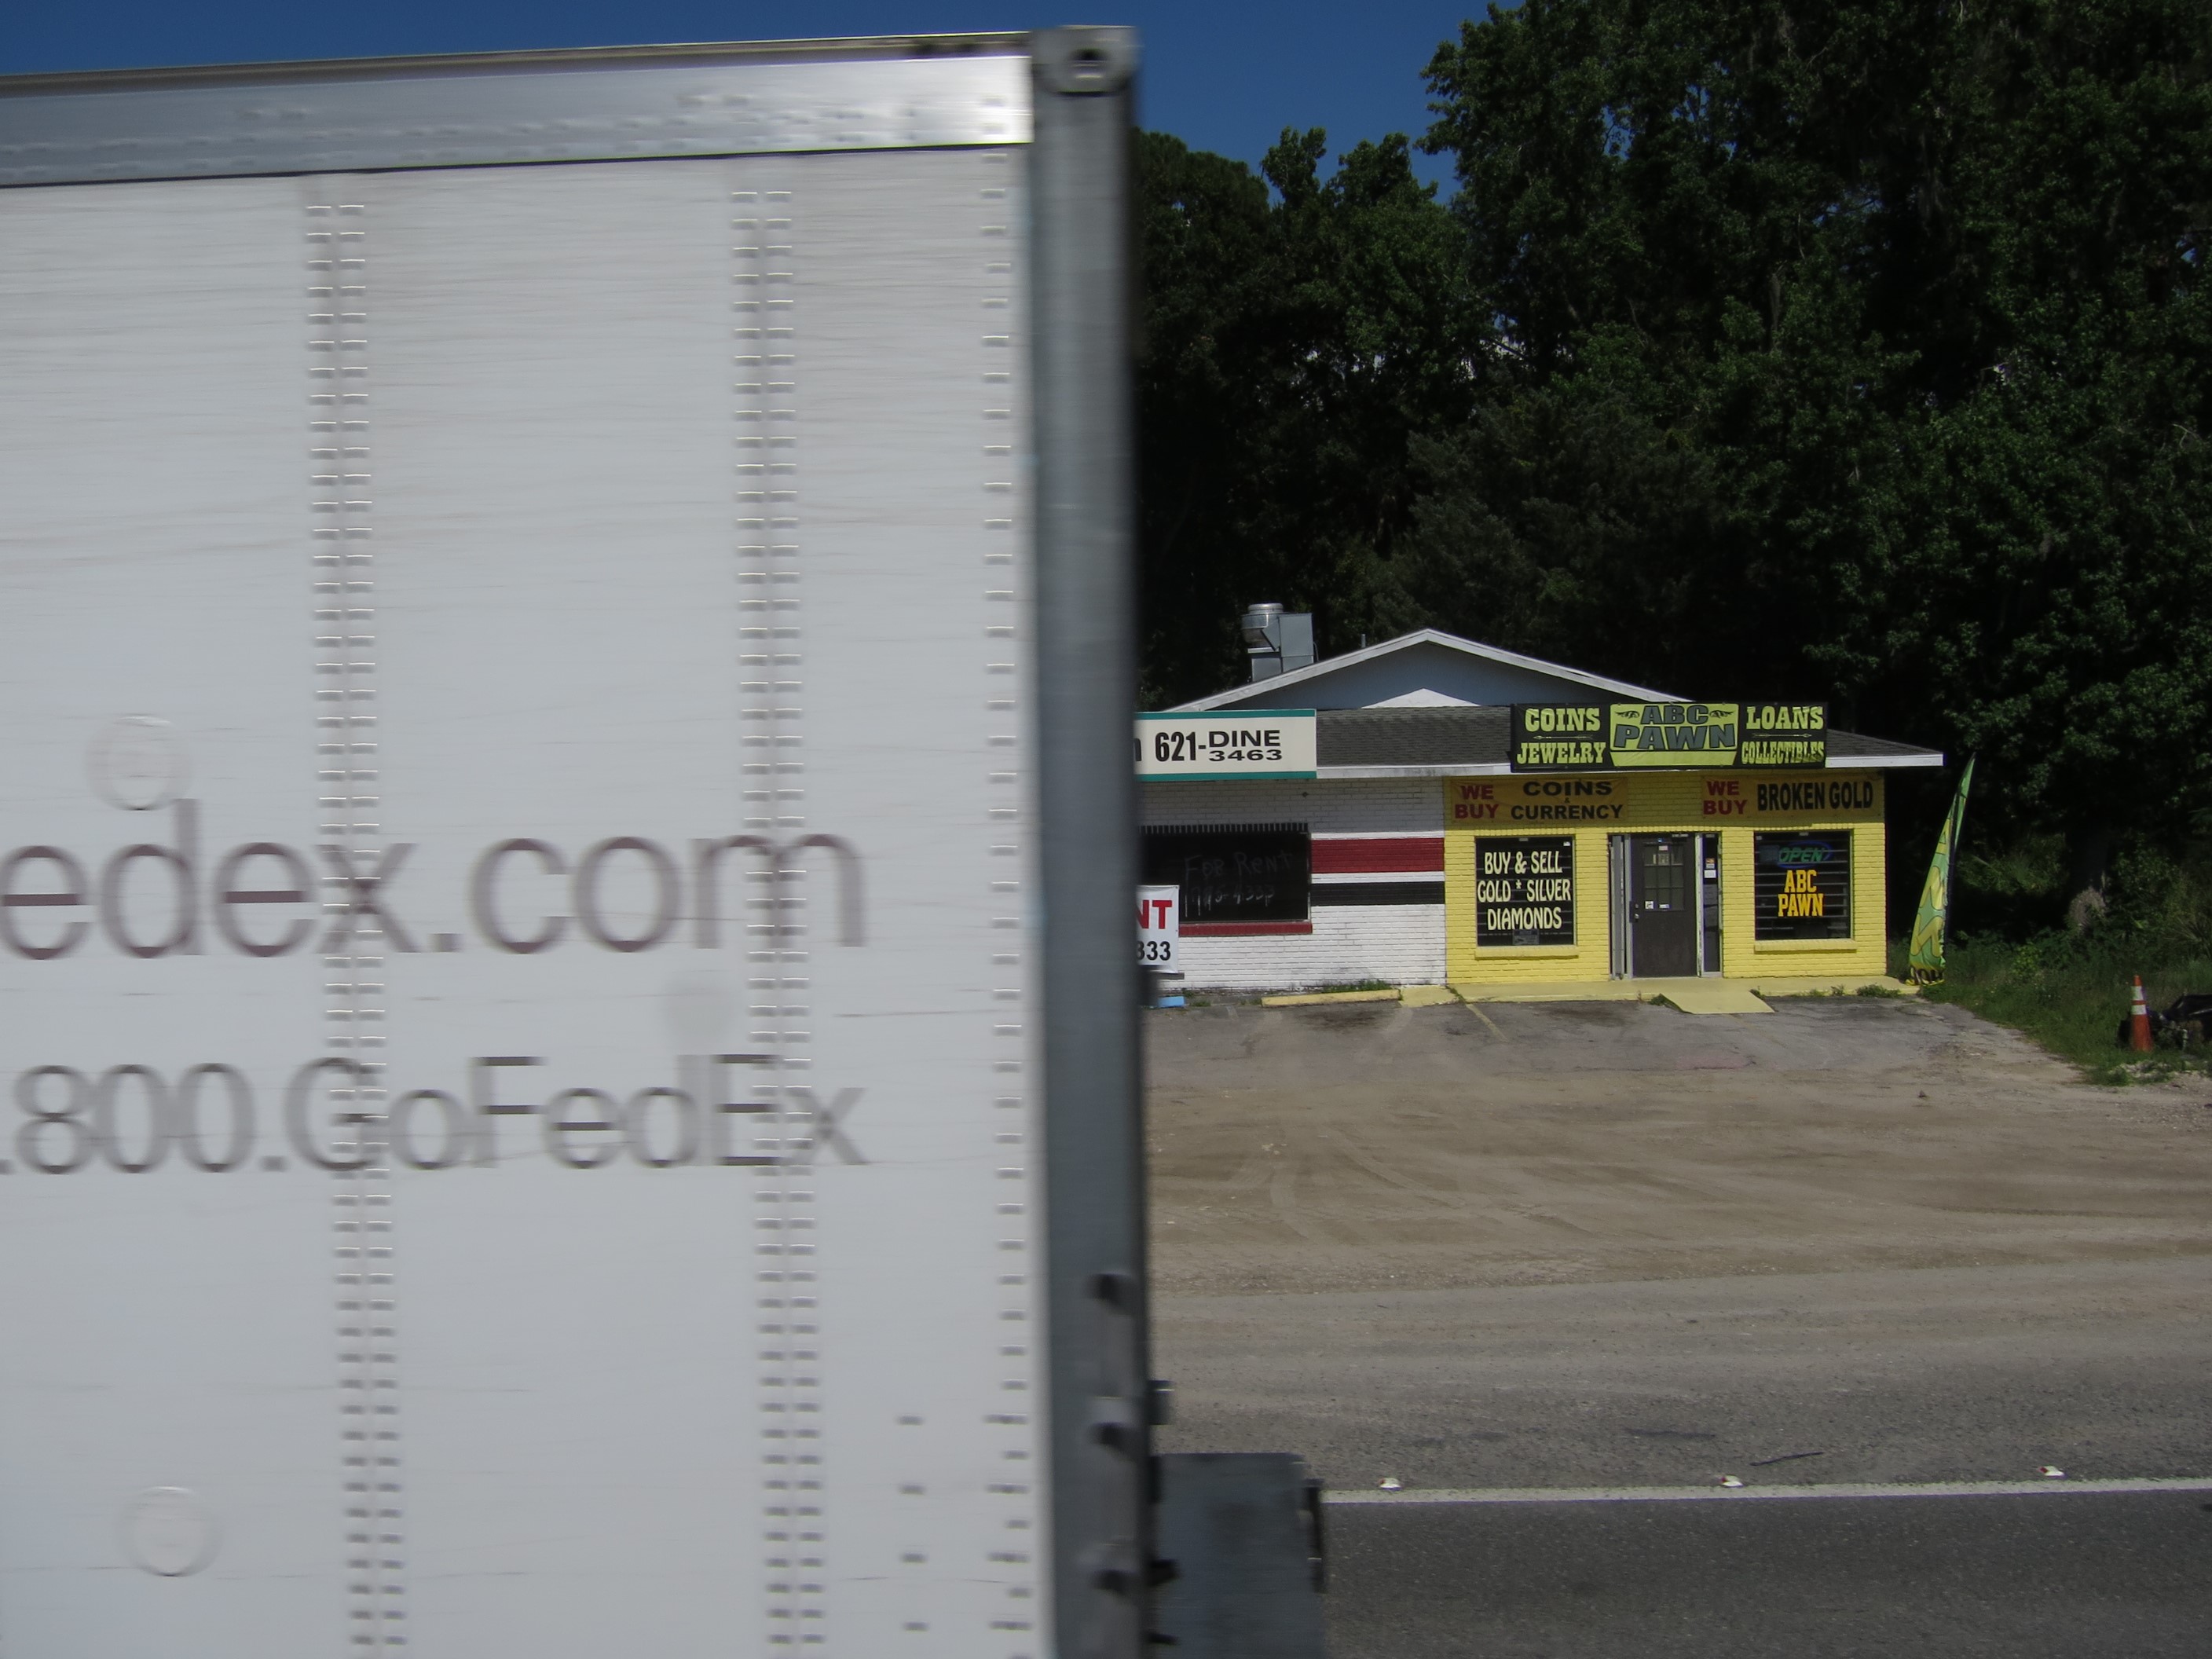 edex.com
.800.GoFedEx
621-DINE
3463
COINS
JEWELRY
ABC
PAWN
LOANS
COLLECTIBLES
WE
BUY
COINS
CURRENCY
WE
BUY
BROKEN GOLD
For Rent
NT
333
BUY & SELL
GOLD * SILVER
DIAMONDS
OPEN
ABC
PAWN